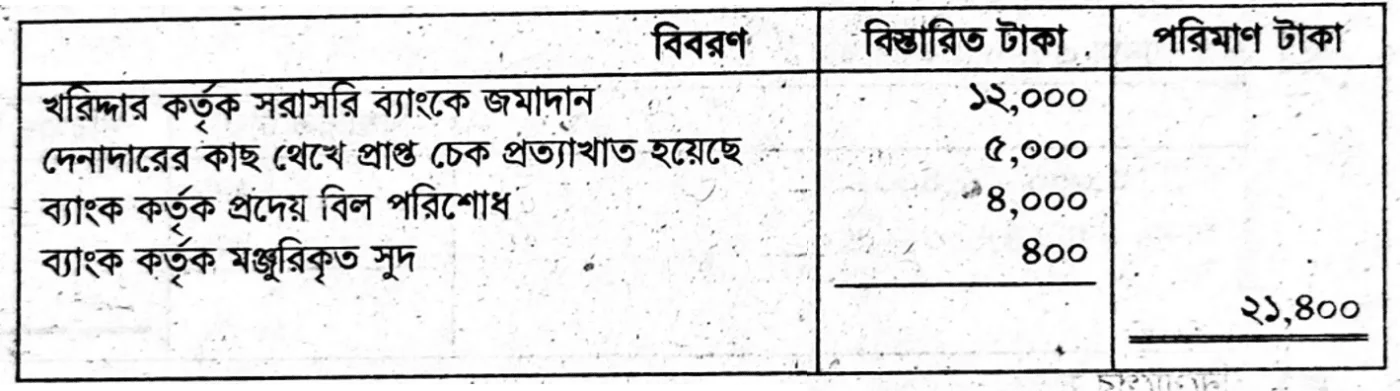 বিবরণ বিস্তারিত টাকা পরিমাণ টাকা
খরিদ্দার কর্তৃক সরাসরি ব্যাংকে জমাদান ১২,০০০
দেনাদারের কাছ থেখে প্রাপ্ত চেক প্রত্যাখাত হয়েছে ৫,০০০
ব্যাংক কর্তৃক প্রদেয় বিল পরিশোধ ৪,০০০
ব্যাংক কর্তৃক মঞ্জুরিকৃত সুদ ৪০০
২১,৪০০